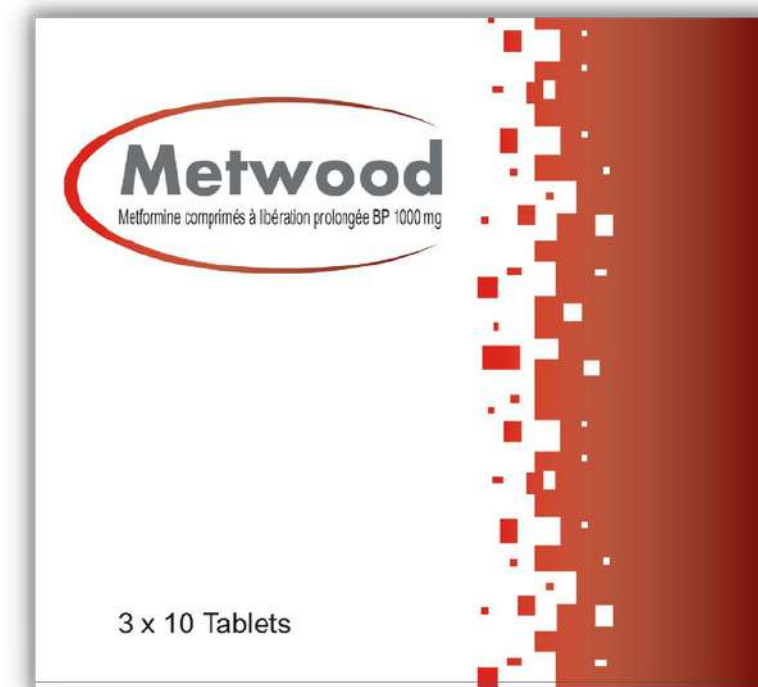 Metwood
Metformine comprimés à libération prolongée BP 1000 mg
3 x 10 Tablets